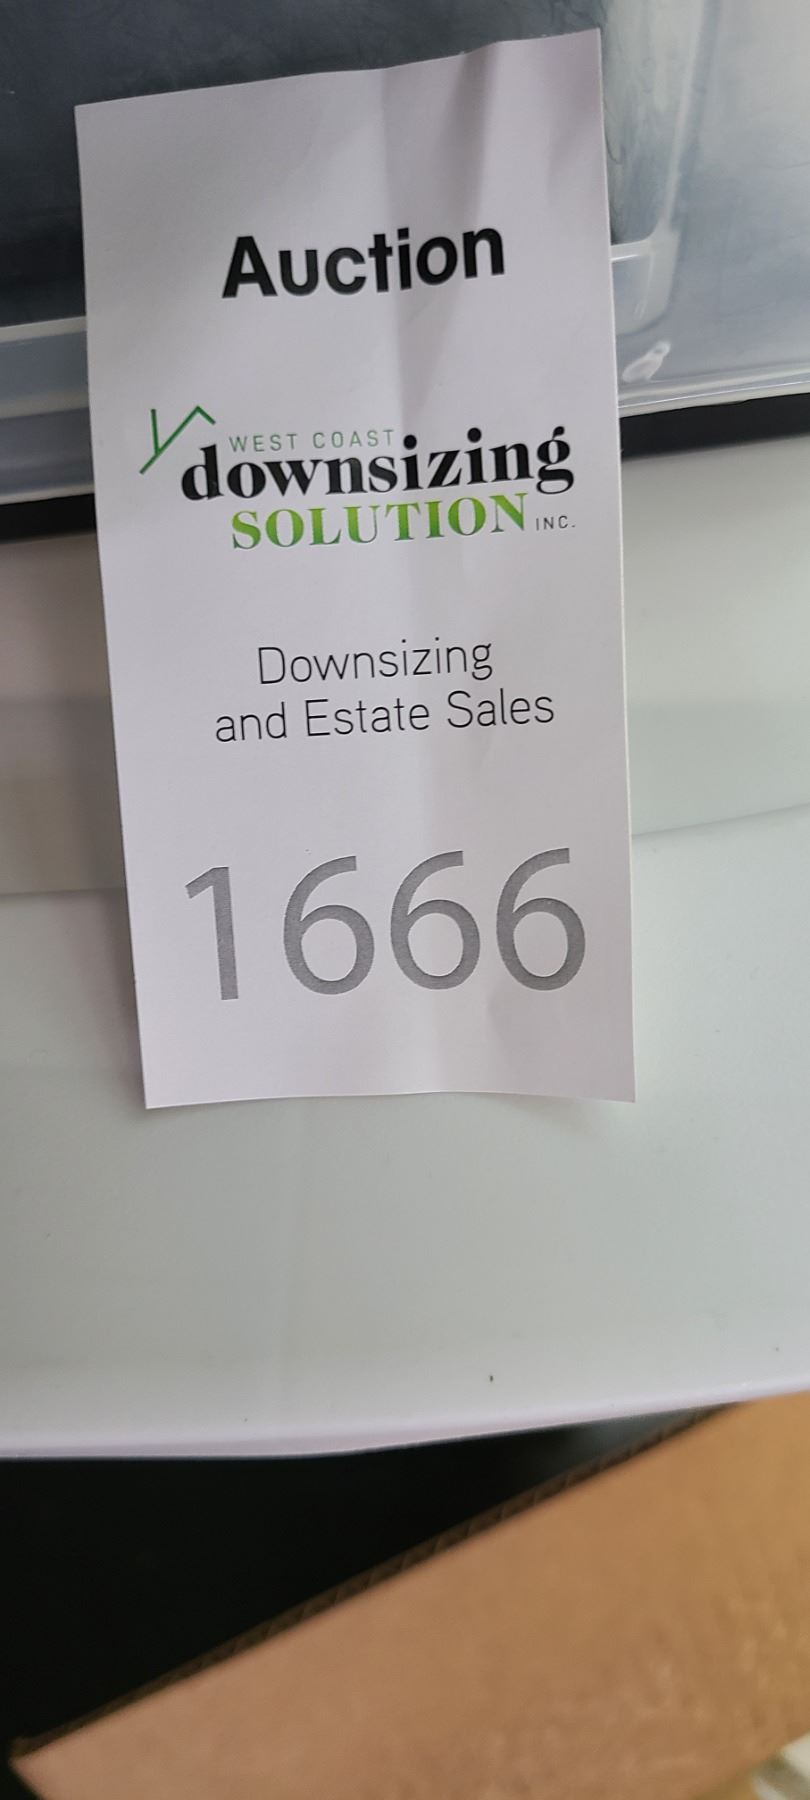 Auction
WEST COAST
downsizing
SOLUTION INC.
Downsizing
and Estate Sales
1666